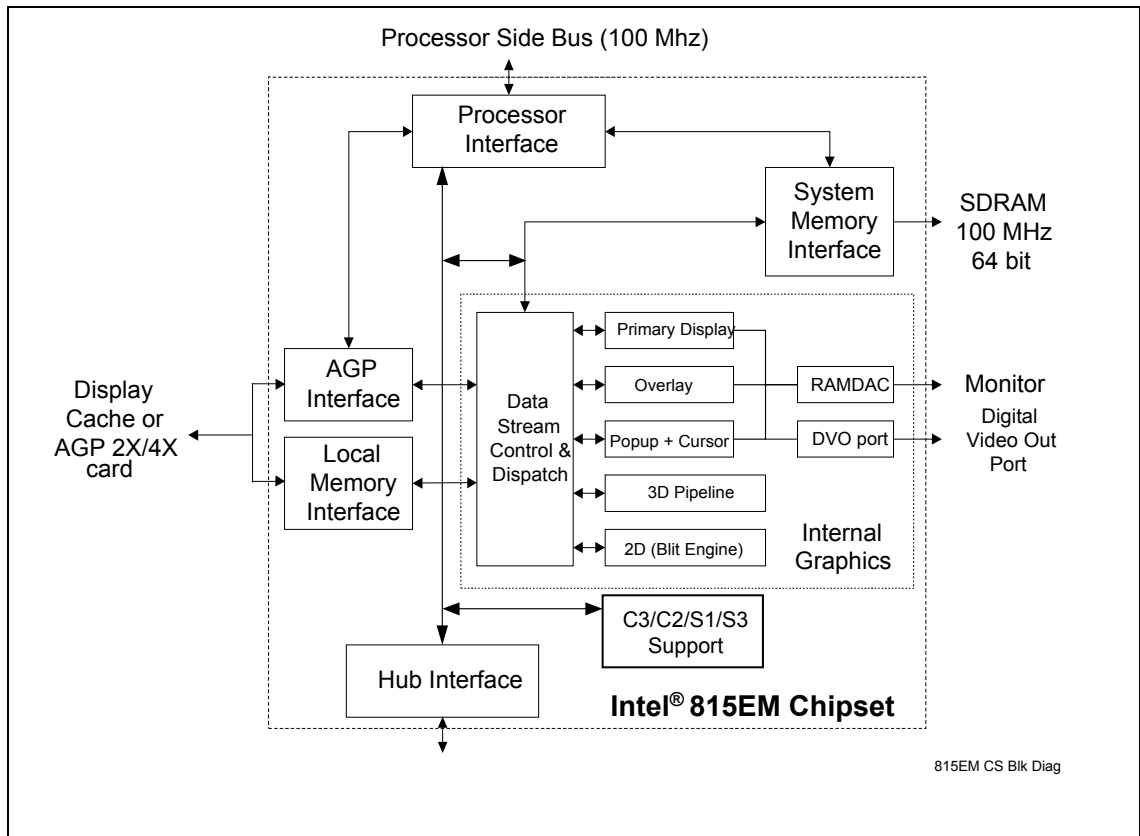 Processor Side Bus (100 Mhz)
Processor
Interface
System
Memory
Interface
SDRAM
100 MHz
64 bit
Display
Cache or
AGP 2X/4X
card
AGP
Interface
Local
Memory
Interface
Data
Stream
Control &
Dispatch
Primary Display
Overlay
Popup + Cursor
3D Pipeline
2D (Blit Engine)
RAMDAC
DVO port
Monitor
Digital
Video Out
Port
Internal
Graphics
C3/C2/S1/S3
Support
Hub Interface
Intel® 815EM Chipset
815EM CS Blk Diag